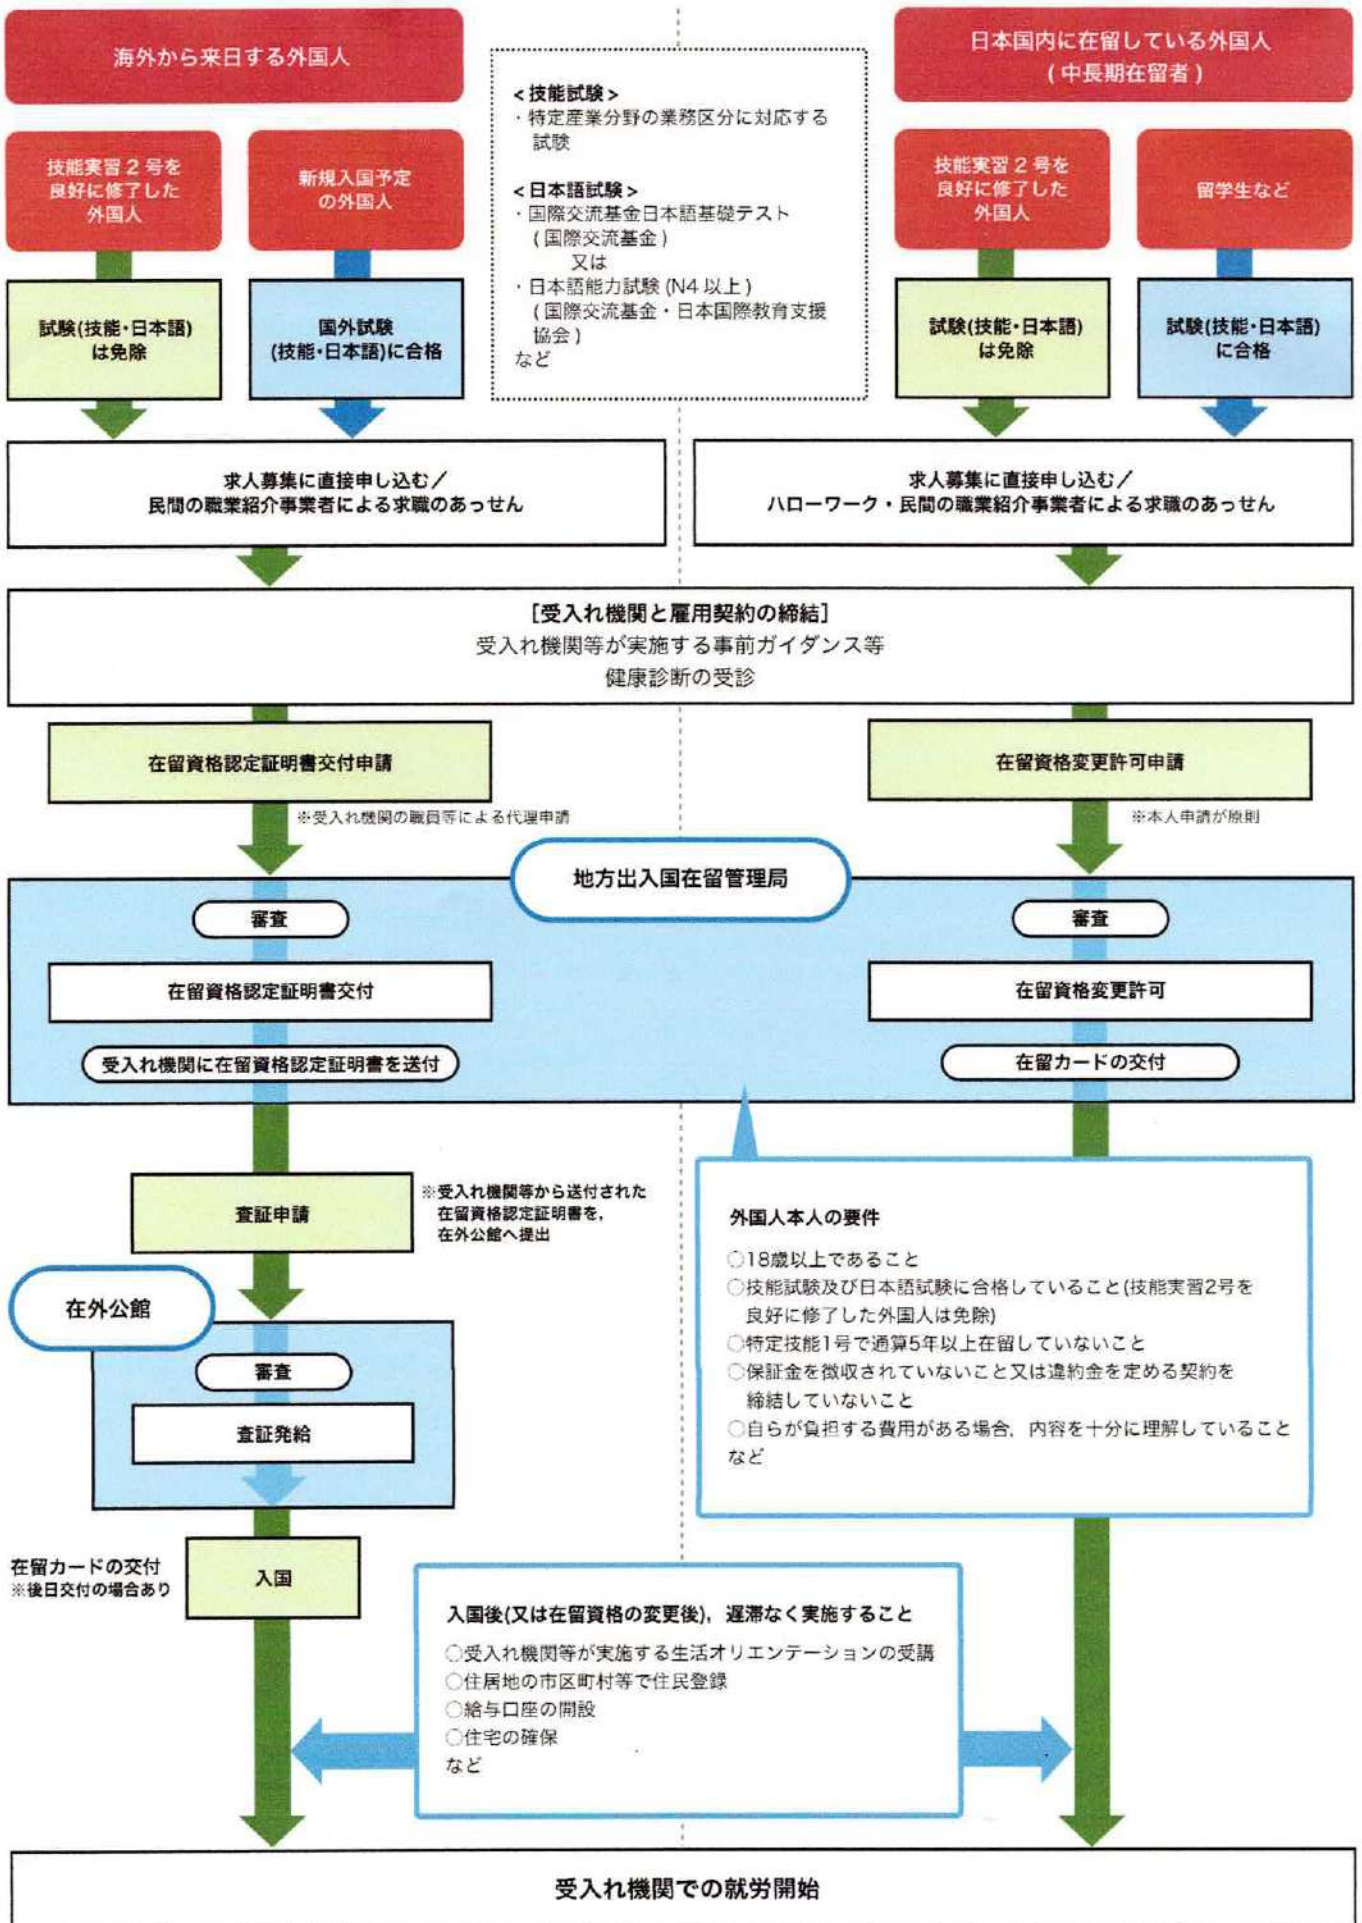 海外から来日する外国人
日本国内に在留している外国人
(中長期在留者)
技能実習2号を
良好に修了した
外国人
新規入国予定
の外国人
<技能試験>
・特定産業分野の業務区分に対応する
試験
<日本語試験>
・国際交流基金日本語基礎テスト
(国際交流基金)
又は
・日本語能力試験(N4以上)
(国際交流基金・日本国際教育支援
協会)
など
技能実習2号を
良好に修了した
外国人
留学生など
試験(技能・日本語)
は免除
国外試験
(技能・日本語)に合格
試験(技能・日本語)
は免除
試験(技能・日本語)
に合格
求人募集に直接申し込む/
民間の職業紹介事業者による求職のあっせん
求人募集に直接申し込む/
ハローワーク・民間の職業紹介事業者による求職のあっせん
[受入れ機関と雇用契約の締結]
受入れ機関等が実施する事前ガイダンス等
健康診断の受診
在留資格認定証明書交付申請
※受入れ機関の職員等による代理申請
在留資格変更許可申請
※本人申請が原則
地方出入国在留管理局
審査
在留資格認定証明書交付
受入れ機関に在留資格認定証明書を送付
審査
在留資格変更許可
在留カードの交付
査証申請
※受入れ機関等から送付された
在留資格認定証明書を,
在外公館へ提出
在外公館
審査
査証発給
外国人本人の要件
○18歳以上であること
○技能試験及び日本語試験に合格していること(技能実習2号を
良好に修了した外国人は免除)
○特定技能1号で通算5年以上在留していないこと
○保証金を徴収されていないこと又は違約金を定める契約を
締結していないこと
○自らが負担する費用がある場合,内容を十分に理解していること
など
在留カードの交付
※後日交付の場合あり
入国
入国後(又は在留資格の変更後),遅滞なく実施すること
○受入れ機関等が実施する生活オリエンテーションの受講
○住居地の市区町村等で住民登録
○給与口座の開設
○住宅の確保
など
受入れ機関での就労開始